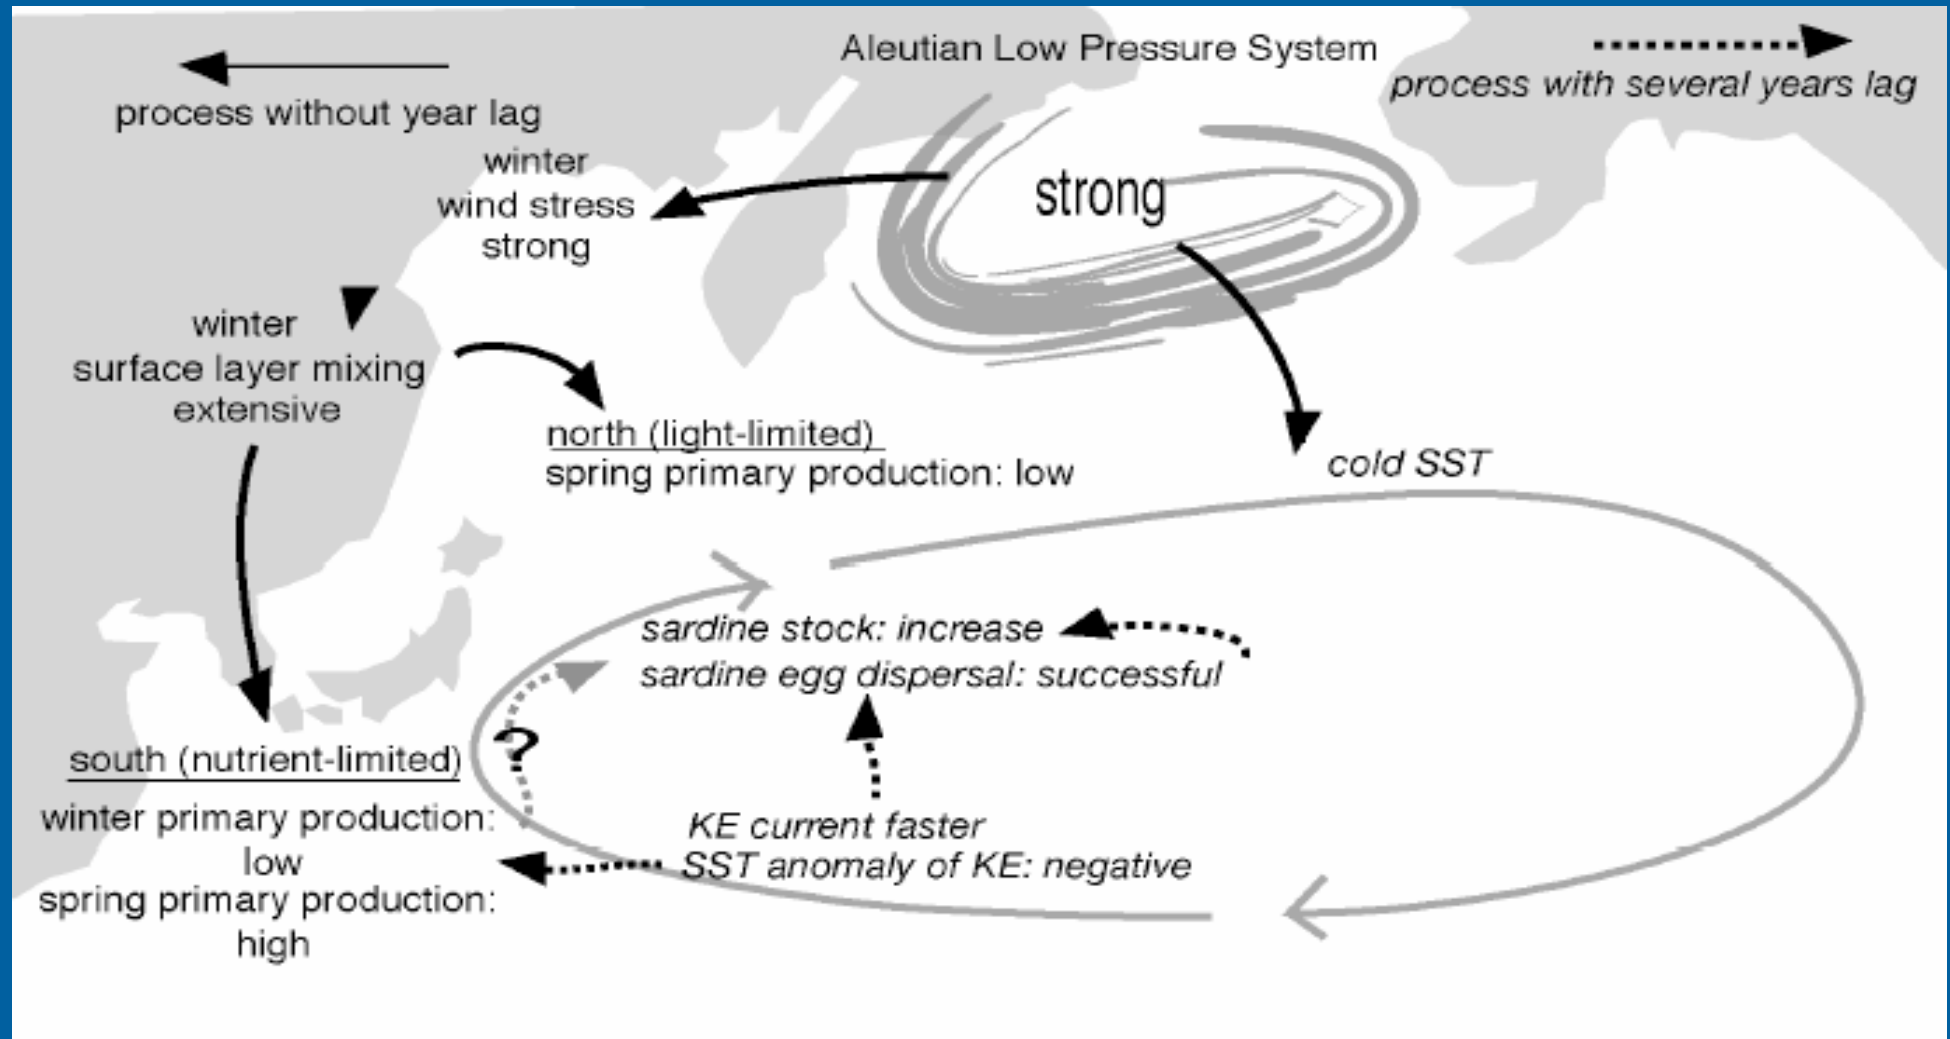 Aleutian Low Pressure System
process without year lag
process with several years lag
winter
wind stress
strong
strong
winter
surface layer mixing
extensive
north (light-limited)
spring primary production: low
cold SST
sardine stock: increase
sardine egg dispersal: successful
?
south (nutrient-limited)
winter primary production:
low
spring primary production:
high
KE current faster
SST anomaly of KE: negative